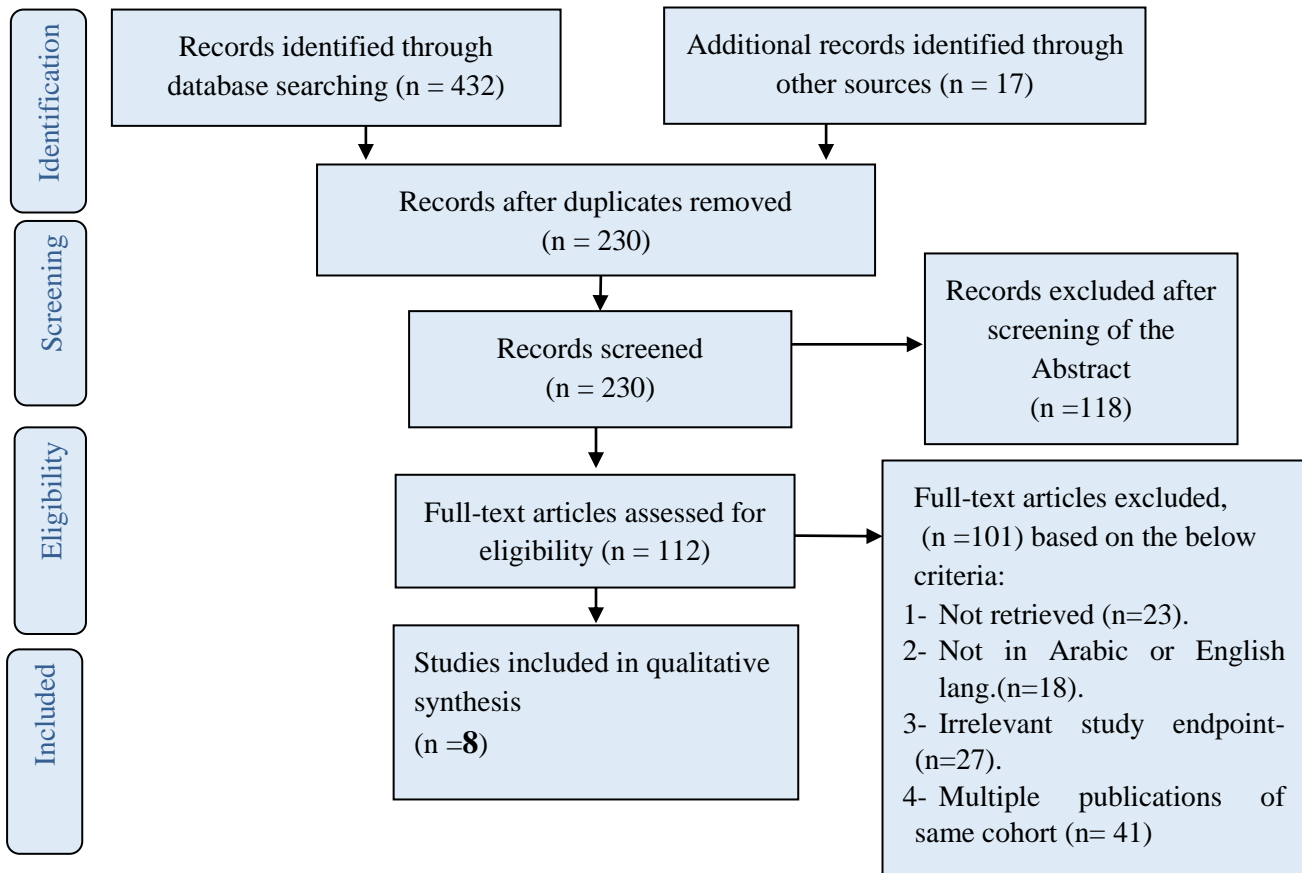 Identification
Records identified through
database searching (n = 432)
Additional records identified through
other sources (n = 17)
Records after duplicates removed
(n = 230)
Screening
Records screened
(n = 230)
Records excluded after
screening of the
Abstract
(n =118)
Eligibility
Full-text articles assessed for
eligibility (n = 112)
Full-text articles excluded,
(n =101) based on the below
criteria:
1- Not retrieved (n=23).
2- Not in Arabic or English
lang.(n=18).
3- Irrelevant study endpoint-
(n=27).
4- Multiple publications of
same cohort (n= 41)
Included
Studies included in qualitative
synthesis
(n =8)